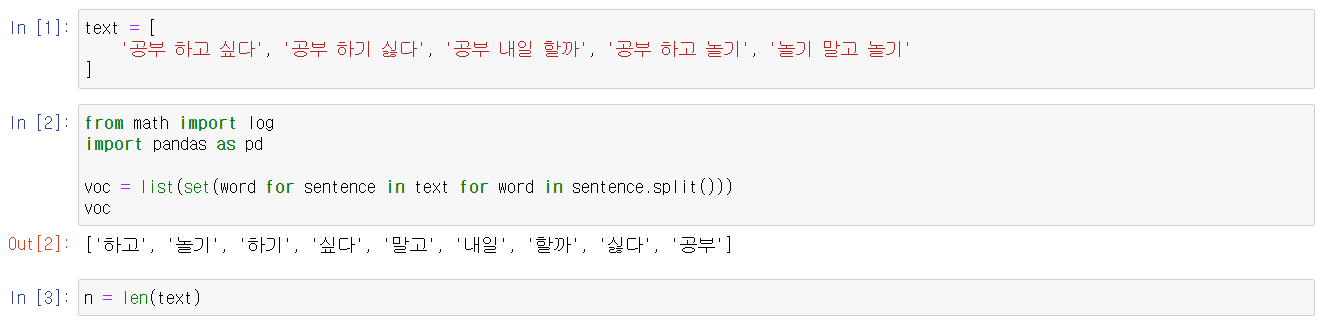 In [1]: text = [
    '공부 하고 싶다', '공부 하기 싫다', '공부 내일 할까', '공부 하고 놀기', '놀기 말고 놀기'
]
In [2]: from math import log
import pandas as pd
voc = list(set(word for sentence in text for word in sentence.split()))
voc
Out[2]: ['하고', '놀기', '하기', '싶다', '말고', '내일', '할까', '싫다', '공부']
In [3]: n = len(text)